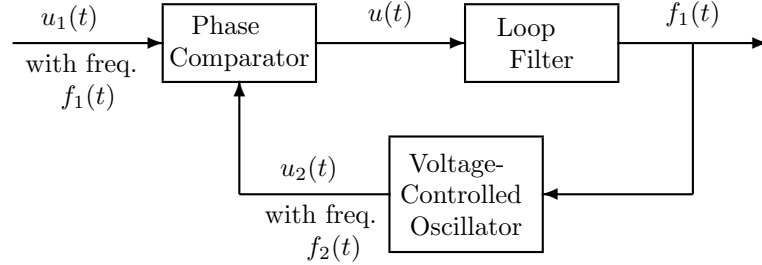 u₁(t)
with freq.
f₁(t)
Phase
Comparator
u(t)
Loop
Filter
f₁(t)
u₂(t)
with freq.
f₂(t)
Voltage-
Controlled
Oscillator